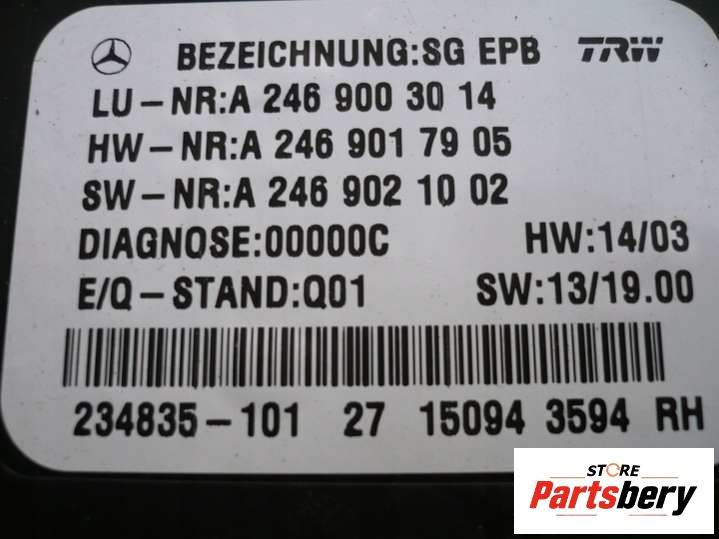 BEZEICHNUNG:SG EPB TRW
LU-NR:A 246 900 30 14
HW-NR:A 246 901 79 05
SW-NR:A 246 902 10 02
DIAGNOSE:00000C HW:14/03
E/Q-STAND:Q01 SW:13/19.00
234835-101 27 15094 3594 RH
STORE
Partsbery